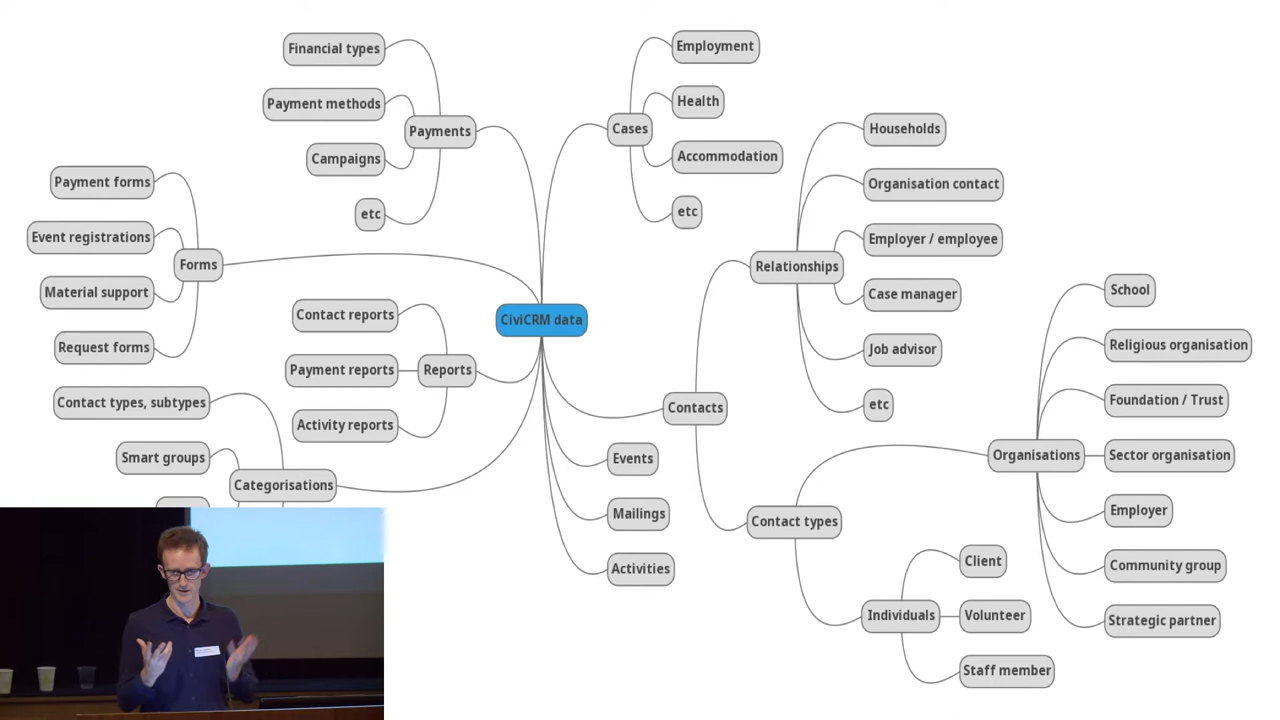 CiviCRM data
Payments
Financial types
Payment methods
Campaigns
etc
Forms
Payment forms
Event registrations
Material support
Request forms
Reports
Contact reports
Payment reports
Activity reports
Categorisations
Contact types, subtypes
Smart groups
Cases
Employment
Health
Accommodation
etc
Contacts
Relationships
Households
Organisation contact
Employer / employee
Case manager
Job advisor
etc
Contact types
Organisations
School
Religious organisation
Foundation / Trust
Sector organisation
Employer
Community group
Strategic partner
Individuals
Client
Volunteer
Staff member
Events
Mailings
Activities